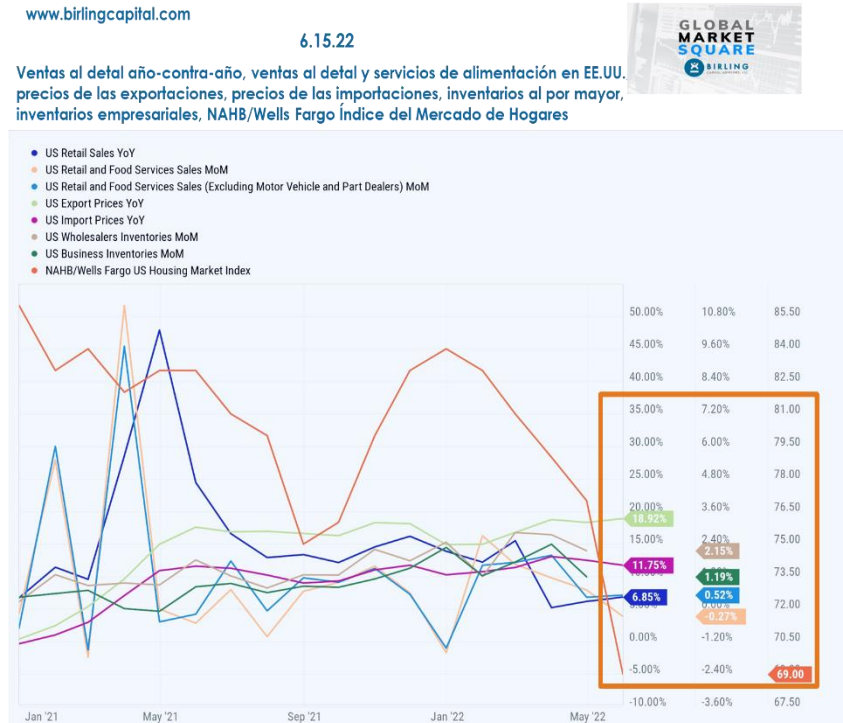 www.birlingcapital.com
6.15.22
GLOBAL
MARKET
SQUARE
BIRLING
Ventas al detal año-contra-año, ventas al detal y servicios de alimentación en EE.UU.
precios de las exportaciones, precios de las importaciones, inventarios al por mayor,
inventarios empresariales, NAHB/Wells Fargo Índice del Mercado de Hogares
US Retail Sales YoY
US Retail and Food Services Sales MoM
US Retail and Food Services Sales (Excluding Motor Vehicle and Part Dealers) MoM
US Export Prices YoY
US Import Prices YoY
US Wholesalers Inventories MoM
US Business Inventories MoM
NAHB/Wells Fargo US Housing Market Index
50.00% 10.80% 85.50
45.00% 9.60% 84.00
40.00% 8.40% 82.50
35.00% 7.20% 81.00
30.00% 6.00% 79.50
25.00% 4.80% 78.00
20.00% 3.60% 76.50
18.92%
15.00% 2.40% 75.00
2.15%
11.75% 73.50
1.19%
6.85% 0.52% 72.00
-0.27%
0.00% -1.20% 70.50
-5.00% -2.40% 69.00
-10.00% -3.60% 67.50
Jan '21 May '21 Sep '21 Jan '22 May '22